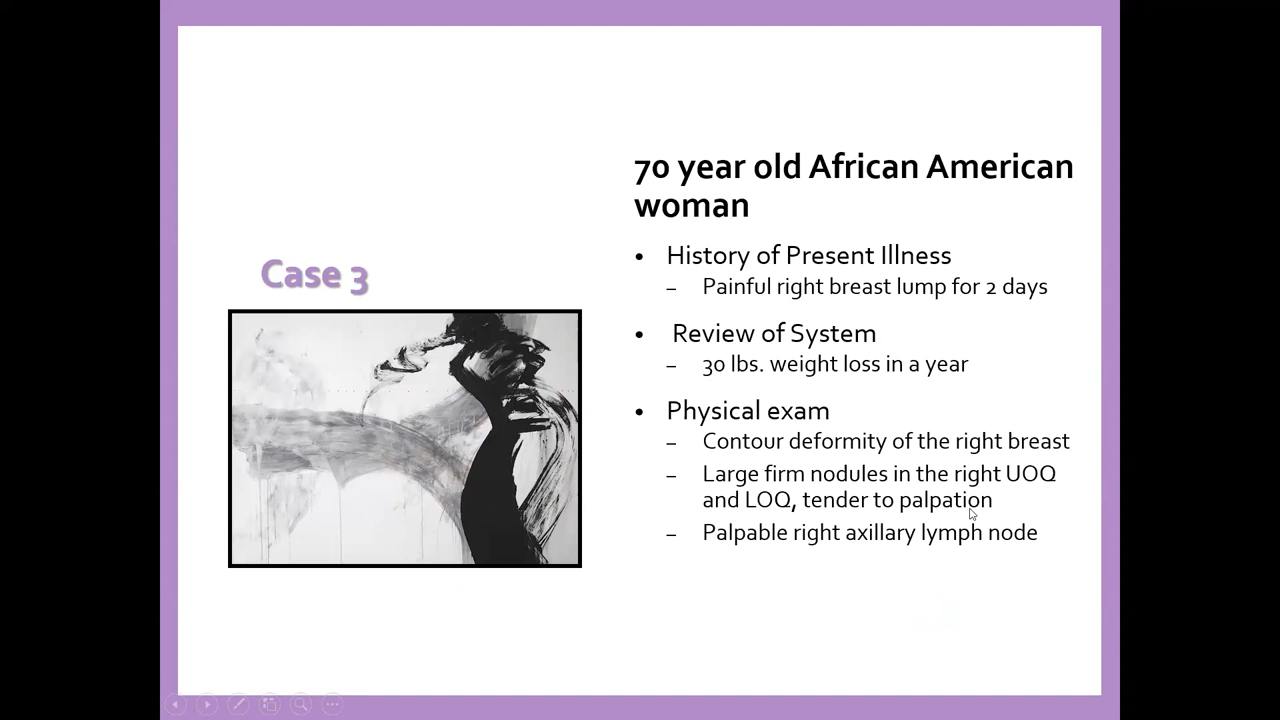 70 year old African American
woman
• History of Present Illness
– Painful right breast lump for 2 days
Case 3
• Review of System
– 30 lbs. weight loss in a year
• Physical exam
– Contour deformity of the right breast
– Large firm nodules in the right UOQ
and LOQ, tender to palpation
– Palpable right axillary lymph node